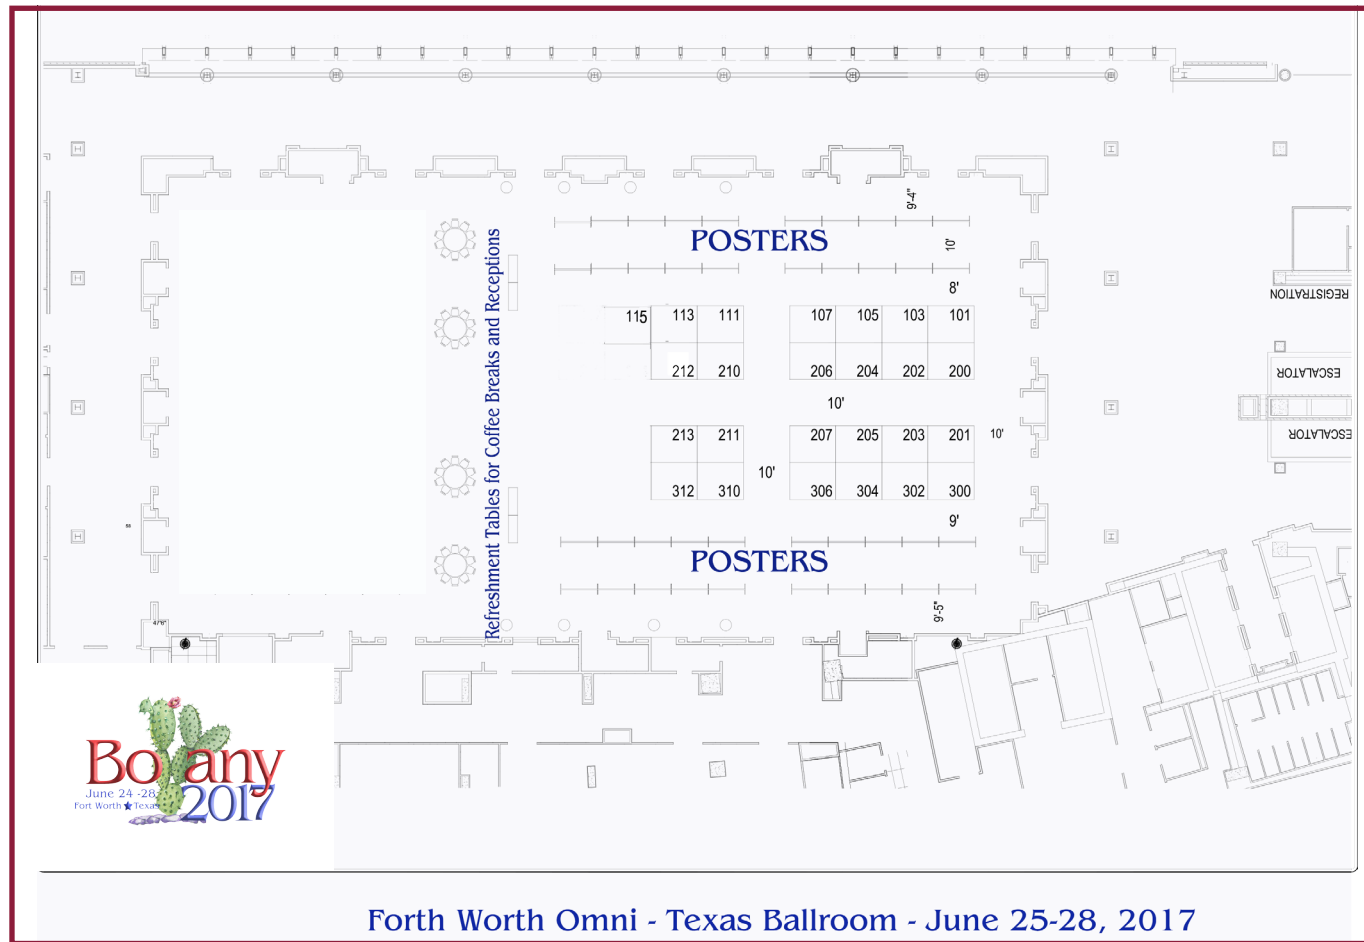 9'-4"
POSTERS
10'
8'
REGISTRATION
115 113 111 107 105 103 101
212 210 206 204 202 200
ESCALATOR
10'
213 211 207 205 203 201 10'
ESCALATOR
10'
312 310 306 304 302 300
9'
POSTERS
9'-5"
Refreshment Tables for Coffee Breaks and Receptions
Botany
June 24 -28
Fort Worth Texas
2017
Forth Worth Omni - Texas Ballroom - June 25-28, 2017